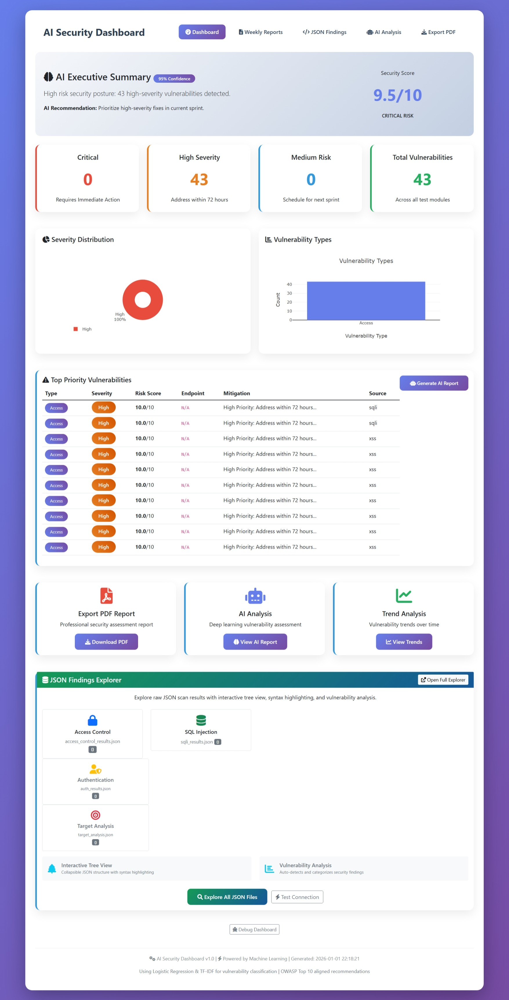 AI Security Dashboard
Dashboard
Weekly Reports
JSON Findings
AI Analysis
Export PDF
AI Executive Summary 95% Confidence
High risk security posture: 43 high-severity vulnerabilities detected.
AI Recommendation: Prioritize high-severity fixes in current sprint.
Security Score
9.5/10
CRITICAL RISK
Critical
0
Requires Immediate Action
High Severity
43
Address within 72 hours
Medium Risk
0
Schedule for next sprint
Total Vulnerabilities
43
Across all test modules
Severity Distribution
High
100%
High
Vulnerability Types
Vulnerability Types
Count
40
30
20
10
0
Access
Vulnerability Type
Top Priority Vulnerabilities
Generate AI Report
Type Severity Risk Score Endpoint Mitigation Source
Access High 10.0/10 N/A High Priority: Address within 72 hours... sqli
Access High 10.0/10 N/A High Priority: Address within 72 hours... sqli
Access High 10.0/10 N/A High Priority: Address within 72 hours... xss
Access High 10.0/10 N/A High Priority: Address within 72 hours... xss
Access High 10.0/10 N/A High Priority: Address within 72 hours... xss
Access High 10.0/10 N/A High Priority: Address within 72 hours... xss
Access High 10.0/10 N/A High Priority: Address within 72 hours... xss
Access High 10.0/10 N/A High Priority: Address within 72 hours... xss
Access High 10.0/10 N/A High Priority: Address within 72 hours... xss
Access High 10.0/10 N/A High Priority: Address within 72 hours... xss
Export PDF Report
Professional security assessment report
Download PDF
AI Analysis
Deep learning vulnerability assessment
View AI Report
Trend Analysis
Vulnerability trends over time
View Trends
JSON Findings Explorer
Open Full Explorer
Explore raw JSON scan results with interactive tree view, syntax highlighting, and vulnerability analysis.
Access Control
access_control_results.json
{}
SQL Injection
sqli_results.json {}
Authentication
auth_results.json
{}
Target Analysis
target_analysis.json
{}
Interactive Tree View
Collapsible JSON structure with syntax highlighting
Vulnerability Analysis
Auto-detects and categorizes security findings
Explore All JSON Files
Test Connection
Debug Dashboard
AI Security Dashboard v1.0 | Powered by Machine Learning | Generated: 2026-01-01 22:18:21
Using Logistic Regression & TF-IDF for vulnerability classification | OWASP Top 10 aligned recommendations